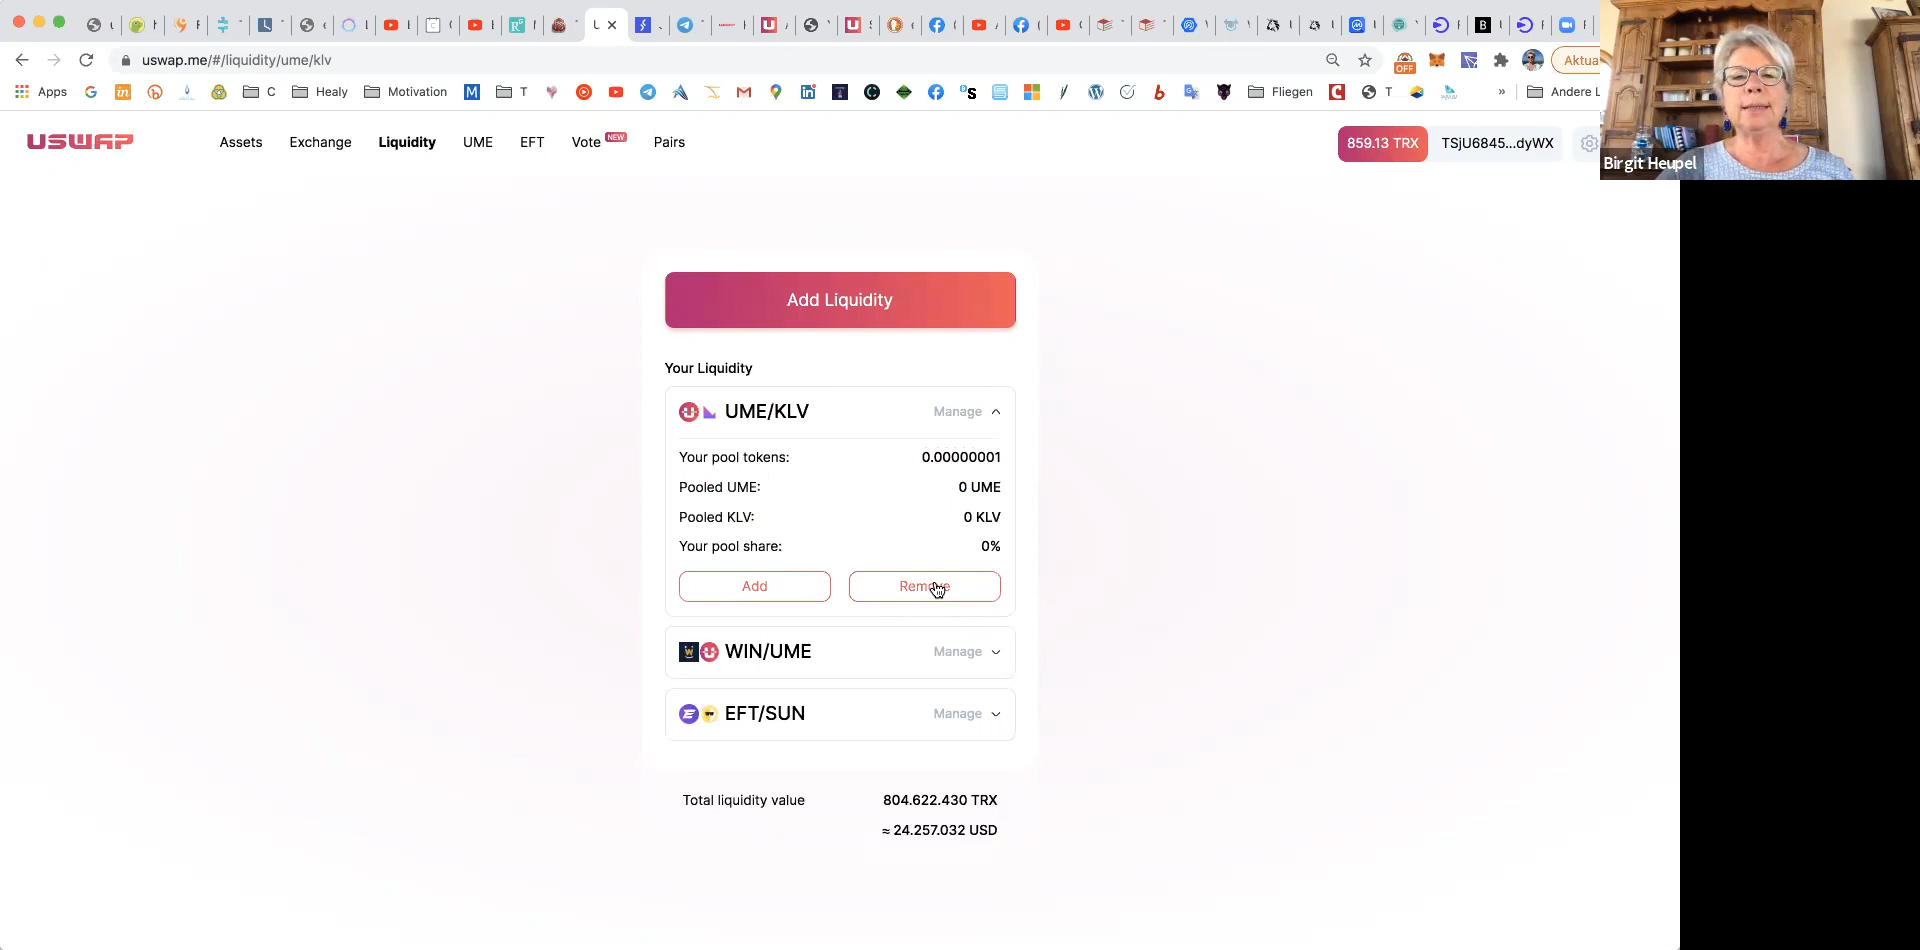 uswap.me/#/liquidity/ume/klv
OFF
Aktua
Apps
C
Healy
Motivation
T
Fliegen
T
»
Andere L
USWAP
Assets
Exchange
Liquidity
UME
EFT
Vote NEW
Pairs
859.13 TRX
TSjU6845...dyWX
Birgit Heupel
Add Liquidity
Your Liquidity
UME/KLV
Manage
Your pool tokens: 0.00000001
Pooled UME: 0 UME
Pooled KLV: 0 KLV
Your pool share: 0%
Add
WIN/UME
Manage
EFT/SUN
Manage
Total liquidity value 804.622.430 TRX
≈ 24.257.032 USD